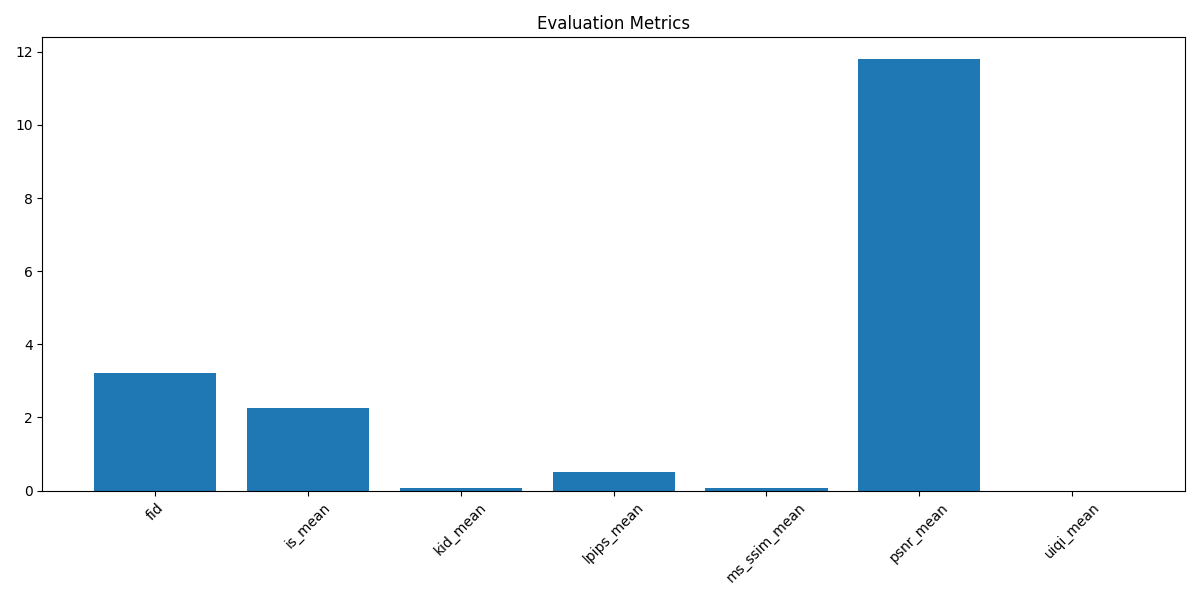 Evaluation Metrics
12
10
8
6
4
2
0
fid
is_mean
kid_mean
lpips_mean
ms_ssim_mean
psnr_mean
uiqi_mean